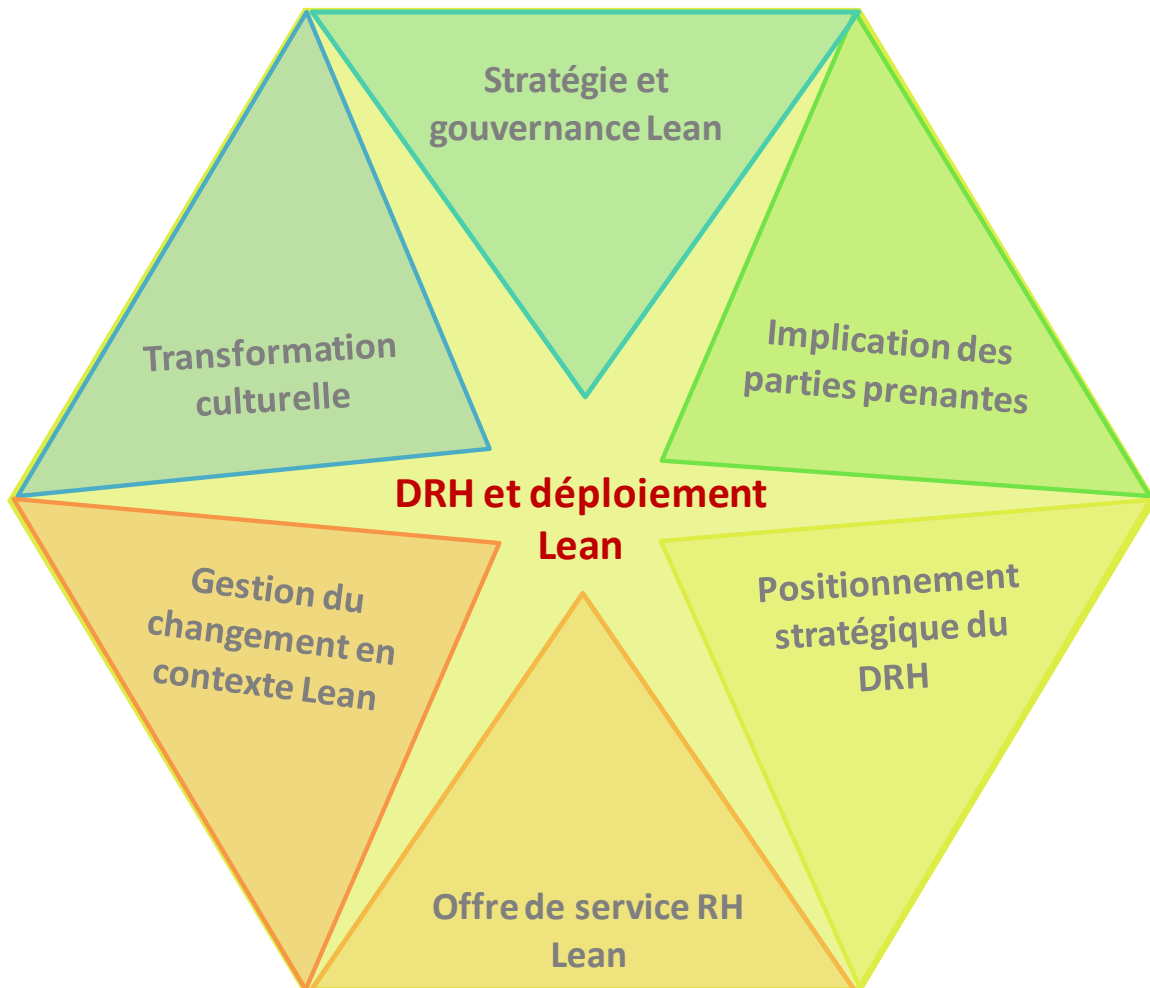 Stratégie et
gouvernance Lean
Transformation
culturelle
Implication des
parties prenantes
DRH et déploiement
Lean
Gestion du
changement en
contexte Lean
Positionnement
stratégique du
DRH
Offre de service RH
Lean